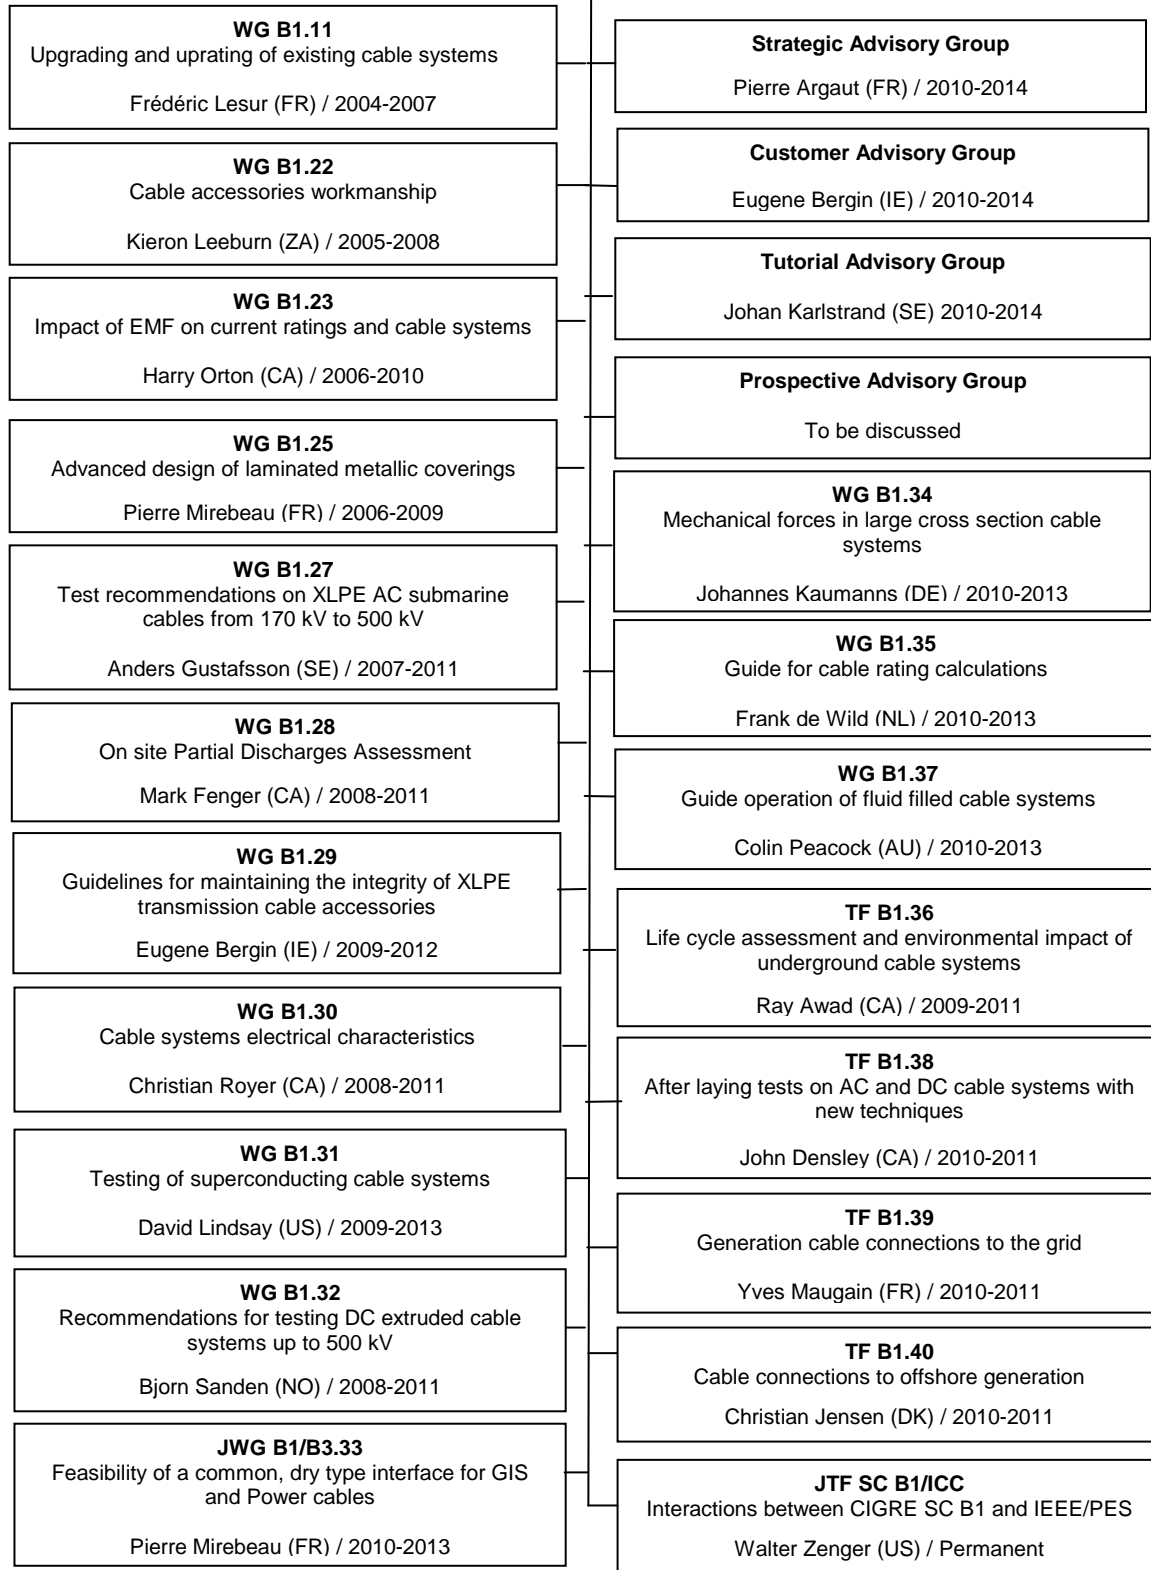 WG B1.11
Upgrading and uprating of existing cable systems
Frédéric Lesur (FR) / 2004-2007
WG B1.22
Cable accessories workmanship
Kieron Leeburn (ZA) / 2005-2008
WG B1.23
Impact of EMF on current ratings and cable systems
Harry Orton (CA) / 2006-2010
WG B1.25
Advanced design of laminated metallic coverings
Pierre Mirebeau (FR) / 2006-2009
WG B1.27
Test recommendations on XLPE AC submarine
cables from 170 kV to 500 kV
Anders Gustafsson (SE) / 2007-2011
WG B1.28
On site Partial Discharges Assessment
Mark Fenger (CA) / 2008-2011
WG B1.29
Guidelines for maintaining the integrity of XLPE
transmission cable accessories
Eugene Bergin (IE) / 2009-2012
WG B1.30
Cable systems electrical characteristics
Christian Royer (CA) / 2008-2011
WG B1.31
Testing of superconducting cable systems
David Lindsay (US) / 2009-2013
WG B1.32
Recommendations for testing DC extruded cable
systems up to 500 kV
Bjorn Sanden (NO) / 2008-2011
JWG B1/B3.33
Feasibility of a common, dry type interface for GIS
and Power cables
Pierre Mirebeau (FR) / 2010-2013
Strategic Advisory Group
Pierre Argaut (FR) / 2010-2014
Customer Advisory Group
Eugene Bergin (IE) / 2010-2014
Tutorial Advisory Group
Johan Karlstrand (SE) 2010-2014
Prospective Advisory Group
To be discussed
WG B1.34
Mechanical forces in large cross section cable
systems
Johannes Kaumanns (DE) / 2010-2013
WG B1.35
Guide for cable rating calculations
Frank de Wild (NL) / 2010-2013
WG B1.37
Guide operation of fluid filled cable systems
Colin Peacock (AU) / 2010-2013
TF B1.36
Life cycle assessment and environmental impact of
underground cable systems
Ray Awad (CA) / 2009-2011
TF B1.38
After laying tests on AC and DC cable systems with
new techniques
John Densley (CA) / 2010-2011
TF B1.39
Generation cable connections to the grid
Yves Maugain (FR) / 2010-2011
TF B1.40
Cable connections to offshore generation
Christian Jensen (DK) / 2010-2011
JTF SC B1/ICC
Interactions between CIGRE SC B1 and IEEE/PES
Walter Zenger (US) / Permanent